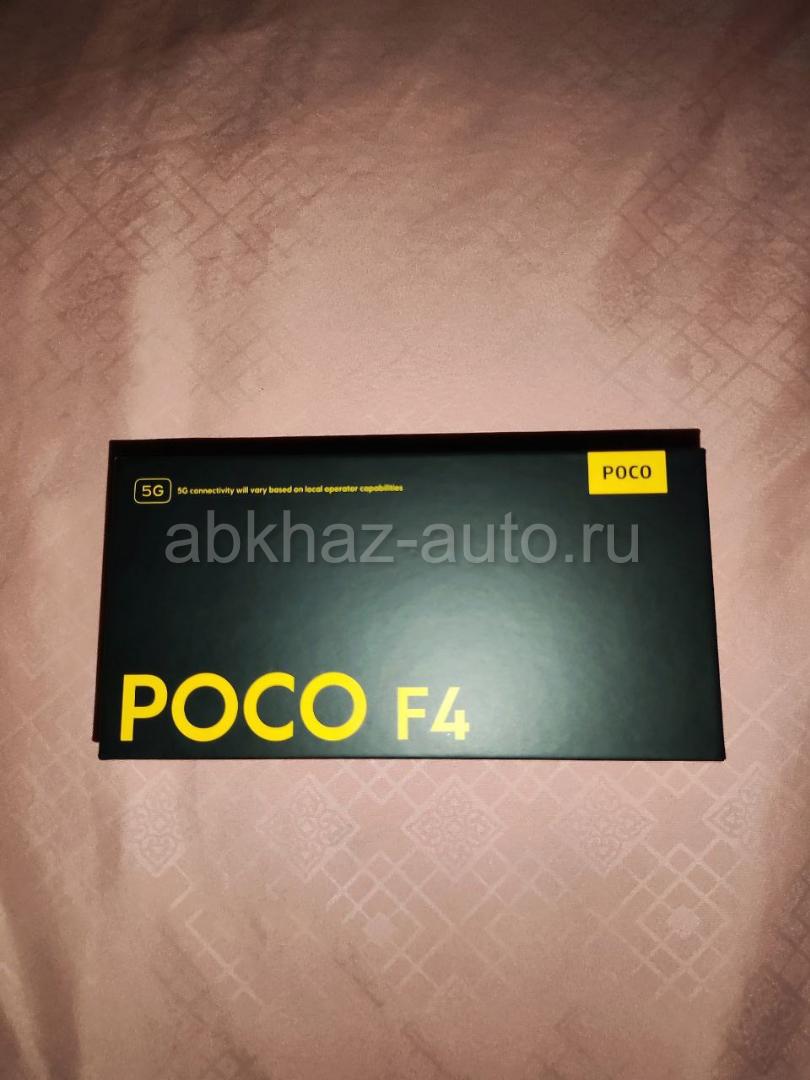 5G
5G connectivity will vary based on local operator capabilities
POCO
abkhaz-auto.ru
POCO F4